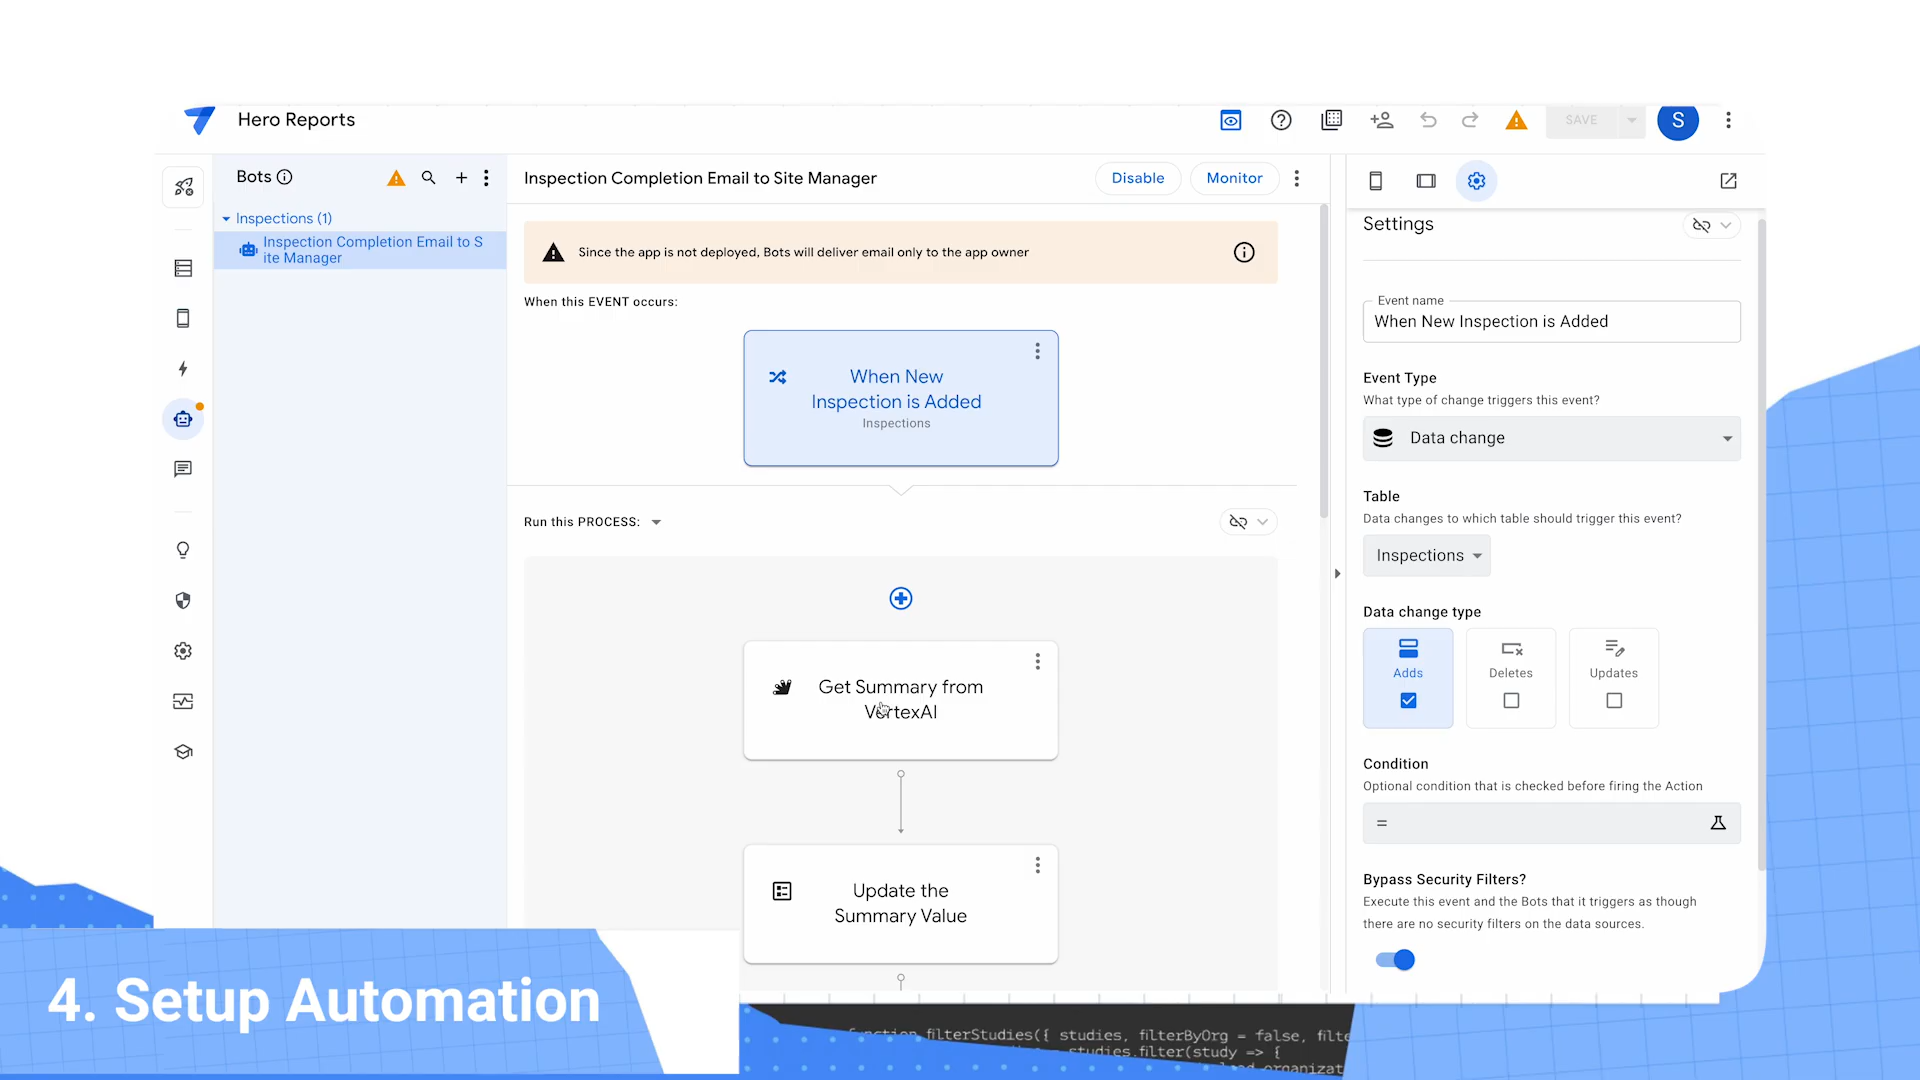 Hero Reports
SAVE
S
Bots
Inspections (1)
Inspection Completion Email to S
ite Manager
Inspection Completion Email to Site Manager
Disable
Monitor
Since the app is not deployed, Bots will deliver email only to the app owner
When this EVENT occurs:
When New
Inspection is Added
Inspections
Run this PROCESS:
Get Summary from
VertexAI
Update the
Summary Value
Settings
Event name
When New Inspection is Added
Event Type
What type of change triggers this event?
Data change
Table
Data changes to which table should trigger this event?
Inspections
Data change type
Adds
Deletes
Updates
Condition
Optional condition that is checked before firing the Action
=
Bypass Security Filters?
Execute this event and the Bots that it triggers as though
there are no security filters on the data sources.
4. Setup Automation
function filterStudies({ studies, filterByOrg = false, filte
studies.filter(study => {
organizat